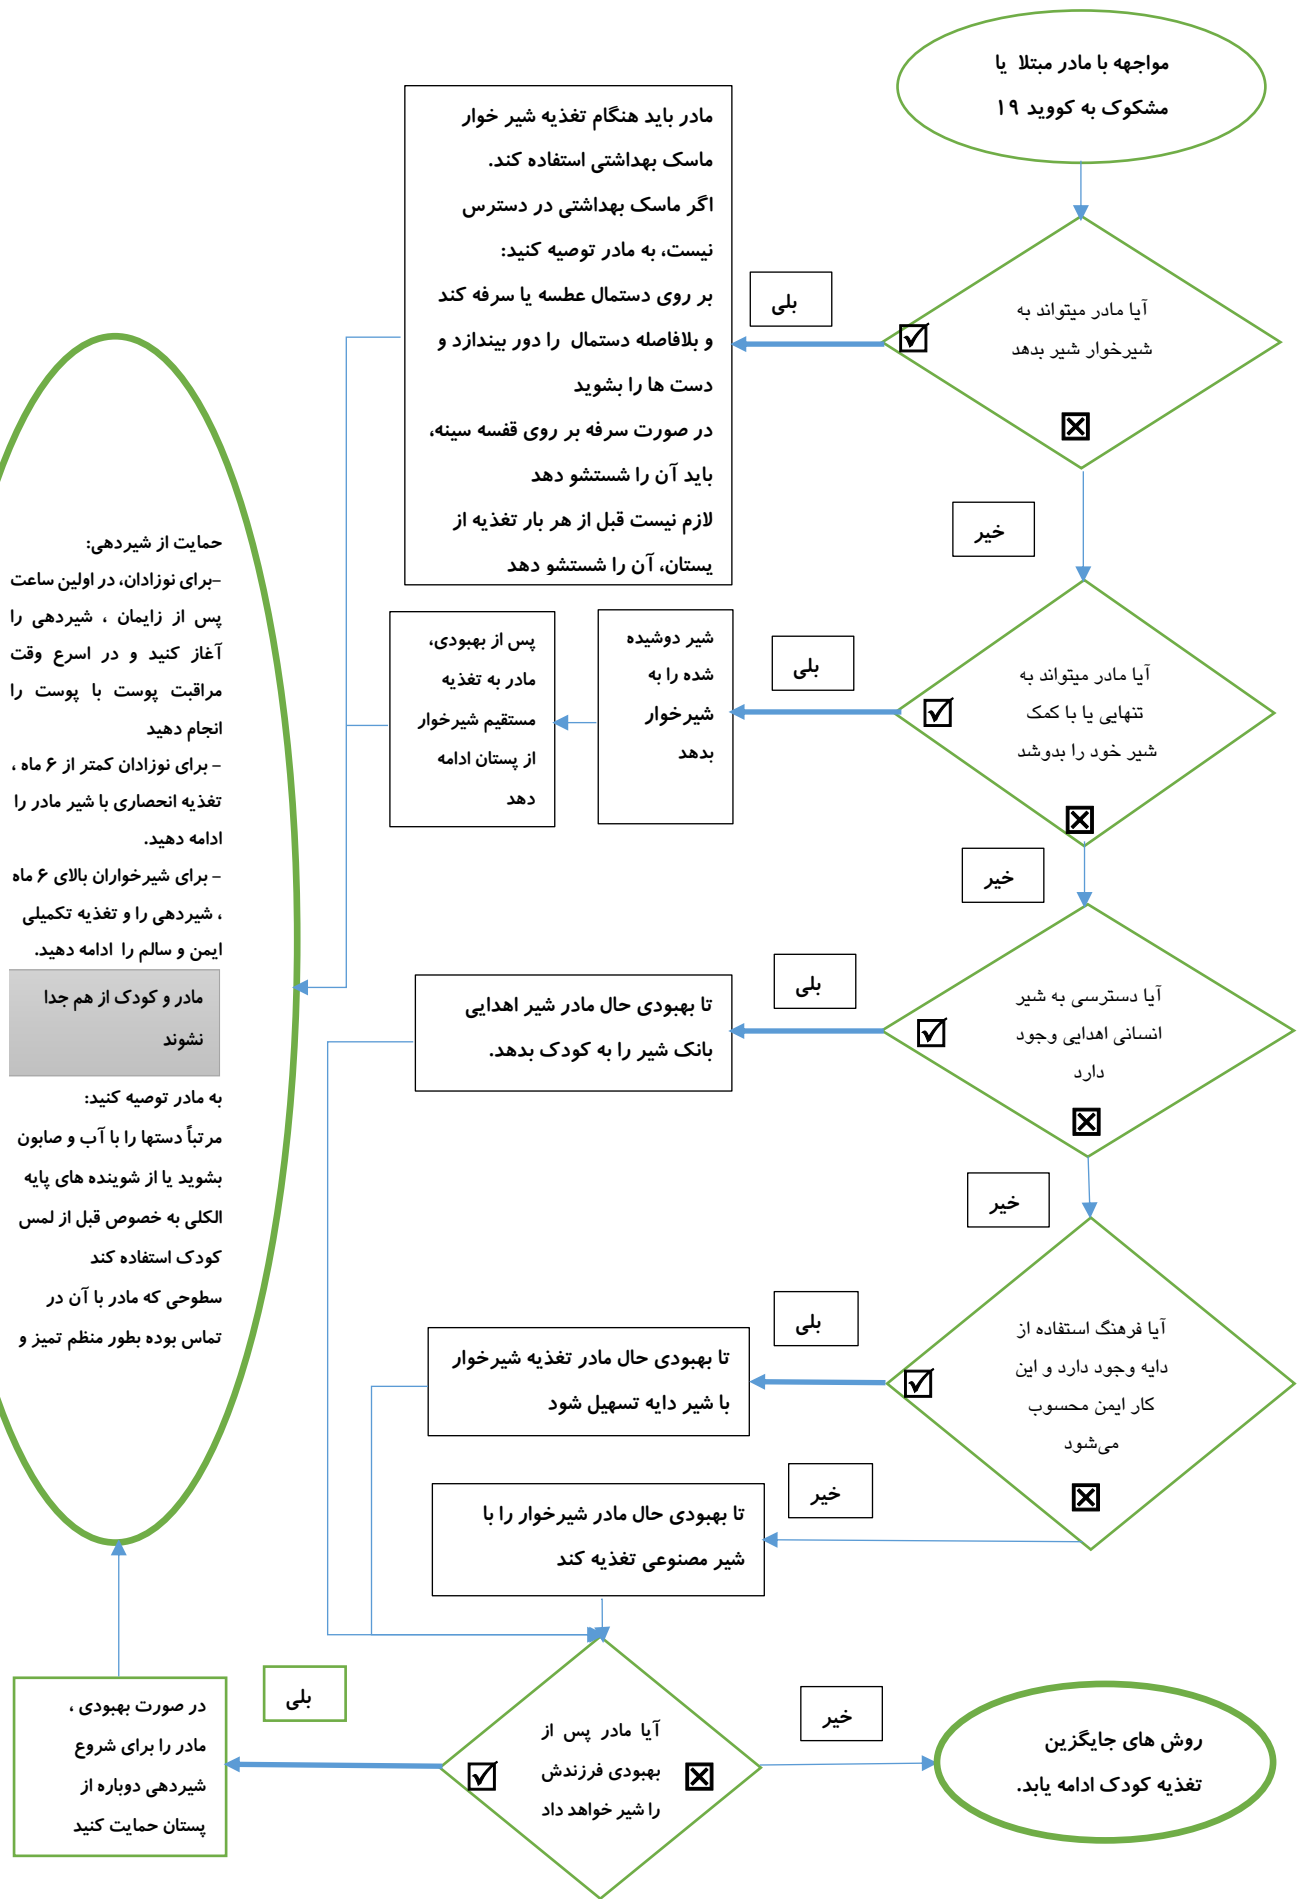 مواجهه با مادر مبتلا یا
مشکوک به کووید ۱۹
آیا مادر میتواند به
شیرخوار شیر بدهد
بلی
مادر باید هنگام تغذیه شیر خوار
ماسک بهداشتی استفاده کند.
اگر ماسک بهداشتی در دسترس
نیست، به مادر توصیه کنید:
بر روی دستمال عطسه یا سرفه کند
و بلافاصله دستمال را دور بیندازد و
دست ها را بشوید
در صورت سرفه بر روی قفسه سینه،
باید آن را شستشو دهد
لازم نیست قبل از هر بار تغذیه از
پستان، آن را شستشو دهد
خیر
آیا مادر میتواند به
تنهایی یا با کمک
شیر خود را بدوشد
بلی
شیر دوشیده
شده را به
شیرخوار
بدهد
پس از بهبودی،
مادر به تغذیه
مستقیم شیرخوار
از پستان ادامه
دهد
خیر
آیا دسترسی به شیر
انسانی اهدایی وجود
دارد
بلی
تا بهبودی حال مادر شیر اهدایی
بانک شیر را به کودک بدهد.
خیر
آیا فرهنگ استفاده از
دایه وجود دارد و این
کار ایمن محسوب
می‌شود
بلی
تا بهبودی حال مادر تغذیه شیرخوار
با شیر دایه تسهیل شود
خیر
تا بهبودی حال مادر شیرخوار را با
شیر مصنوعی تغذیه کند
آیا مادر پس از
بهبودی فرزندش
را شیر خواهد داد
خیر
روش های جایگزین
تغذیه کودک ادامه یابد.
بلی
در صورت بهبودی ،
مادر را برای شروع
شیردهی دوباره از
پستان حمایت کنید
حمایت از شیردهی:
-برای نوزادان، در اولین ساعت
پس از زایمان ، شیردهی را
آغاز کنید و در اسرع وقت
مراقبت پوست با پوست را
انجام دهید
- برای نوزادان کمتر از ۶ ماه ،
تغذیه انحصاری با شیر مادر را
ادامه دهید.
- برای شیرخواران بالای ۶ ماه
، شیردهی را و تغذیه تکمیلی
ایمن و سالم را ادامه دهید.
مادر و کودک از هم جدا
نشوند
به مادر توصیه کنید:
مرتباً دستها را با آب و صابون
بشوید یا از شوینده های پایه
الکلی به خصوص قبل از لمس
کودک استفاده کند
سطوحی که مادر با آن در
تماس بوده بطور منظم تمیز و